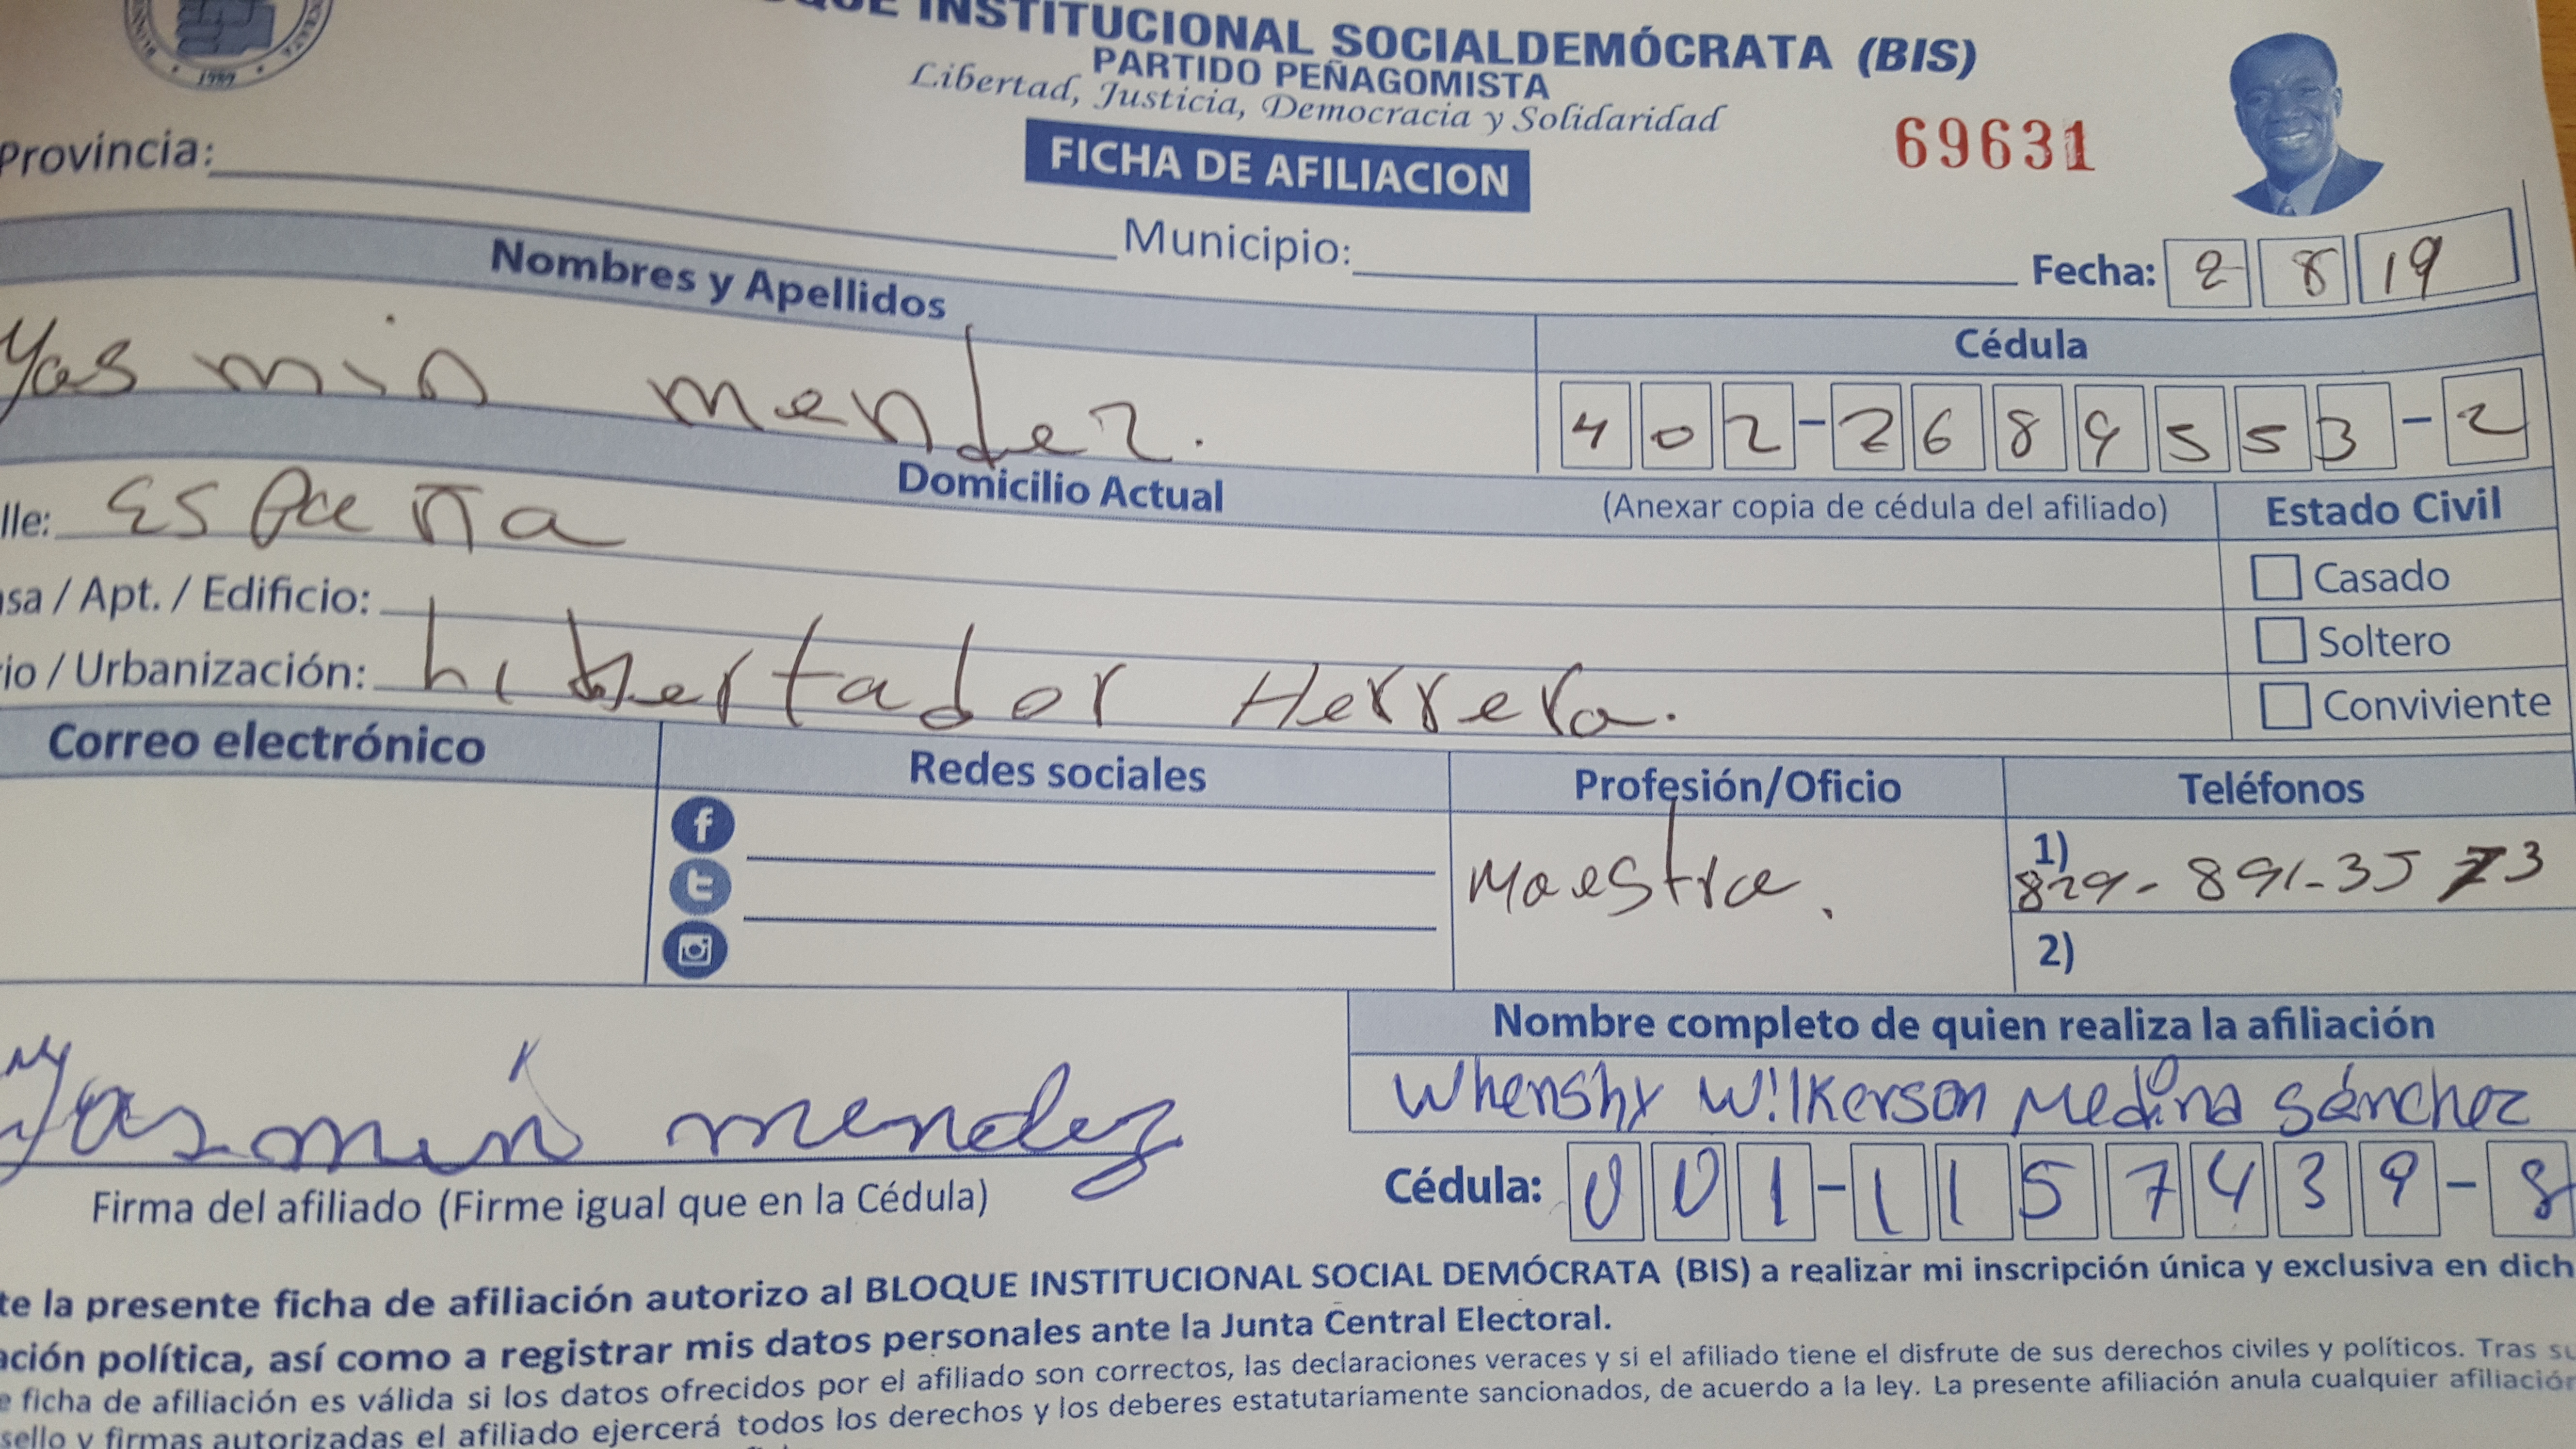 1989
QUE INSTITUCIONAL SOCIALDEMÓCRATA (BIS)
PARTIDO PEÑAGOMISTA
Libertad, Justicia, Democracia y Solidaridad
69631
FICHA DE AFILIACION
Provincia:
Municipio:
Fecha: 2 8 19
Nombres y Apellidos
Cédula
Yasmin mendez.
402-2689553-2
Domicilio Actual
(Anexar copia de cédula del afiliado)
Estado Civil
lle: España
Casado
sa / Apt. / Edificio:
Soltero
io / Urbanización: Libertador Herrera.
Conviviente
Correo electrónico
Redes sociales
Profesión/Oficio
Teléfonos
Maestra.
1) 829-891-3573
2)
Nombre completo de quien realiza la afiliación
Whenshy Wilkerson Medina Sánchez
Yasmin mendez
Firma del afiliado (Firme igual que en la Cédula)
Cédula: 001-1157439-8
te la presente ficha de afiliación autorizo al BLOQUE INSTITUCIONAL SOCIAL DEMÓCRATA (BIS) a realizar mi inscripción única y exclusiva en dich
ación política, así como a registrar mis datos personales ante la Junta Central Electoral.
e ficha de afiliación es válida si los datos ofrecidos por el afiliado son correctos, las declaraciones veraces y si el afiliado tiene el disfrute de sus derechos civiles y políticos. Tras su
sello y firmas autorizadas el afiliado ejercerá todos los derechos y los deberes estatutariamente sancionados, de acuerdo a la ley. La presente afiliación anula cualquier afiliación